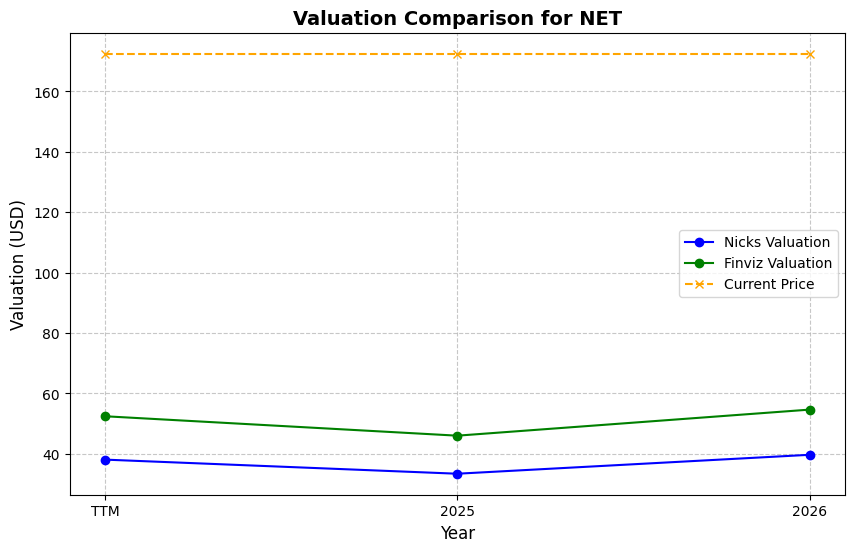 Valuation Comparison for NET
Valuation (USD)
160
140
120
100
80
60
40
Nicks Valuation
Finviz Valuation
Current Price
TTM
2025
2026
Year